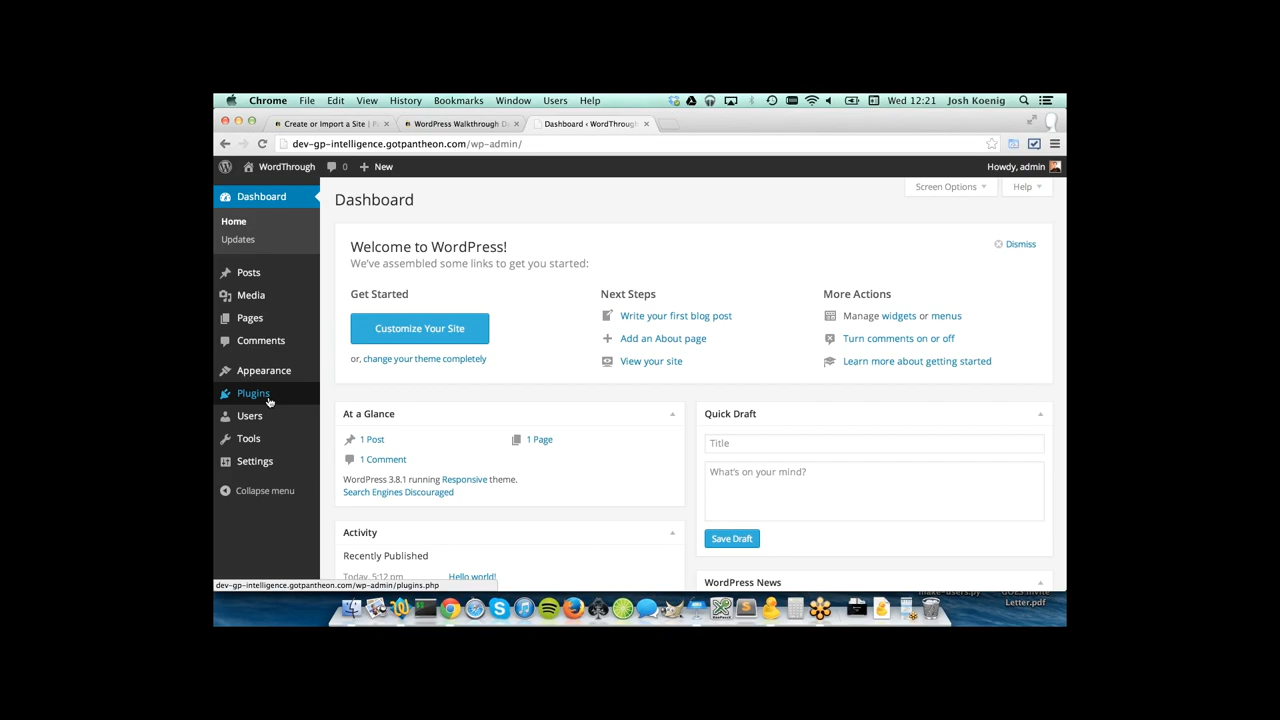 Chrome File Edit View History Bookmarks Window Users Help Wed 12:21 Josh Koenig
Create or Import a Site | WordPress Walkthrough D Dashboard ‹ WordThrough
dev-gp-intelligence.gotpantheon.com/wp-admin/
WordThrough 0 New Howdy, admin
Dashboard
Home
Updates
Posts
Media
Pages
Comments
Appearance
Plugins
Users
Tools
Settings
Collapse menu
Screen Options Help
Dashboard
Welcome to WordPress! Dismiss
We've assembled some links to get you started:
Get Started
Customize Your Site
or, change your theme completely
Next Steps
Write your first blog post
Add an About page
View your site
More Actions
Manage widgets or menus
Turn comments on or off
Learn more about getting started
At a Glance
1 Post 1 Page
1 Comment
WordPress 3.8.1 running Responsive theme.
Search Engines Discouraged
Activity
Recently Published
Today, 5:12 pm Hello world!
Quick Draft
Title
What's on your mind?
Save Draft
WordPress News
dev-gp-intelligence.gotpantheon.com/wp-admin/plugins.php
Letter.pdf